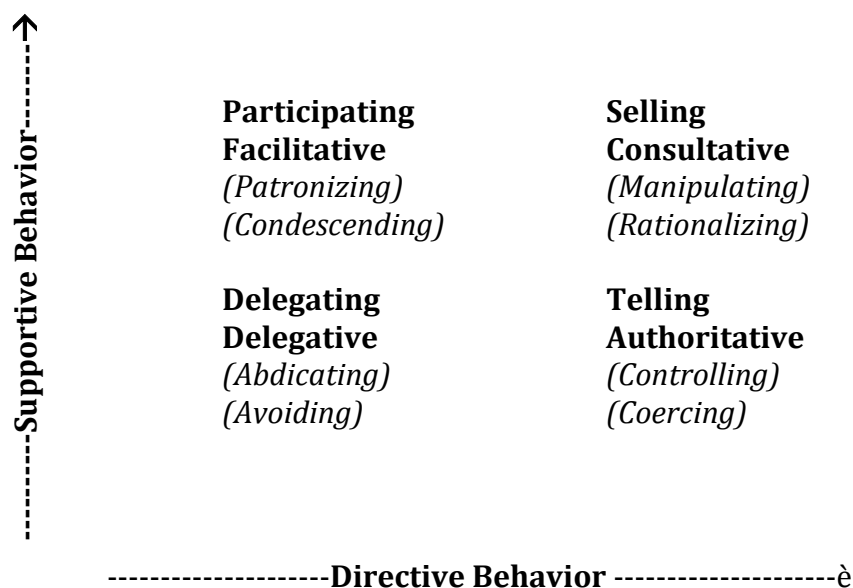 ----------Supportive Behavior---------↑
Participating
Facilitative
(Patronizing)
(Condescending)
Selling
Consultative
(Manipulating)
(Rationalizing)
Delegating
Delegative
(Abdicating)
(Avoiding)
Telling
Authoritative
(Controlling)
(Coercing)
---------------------Directive Behavior ---------------------è